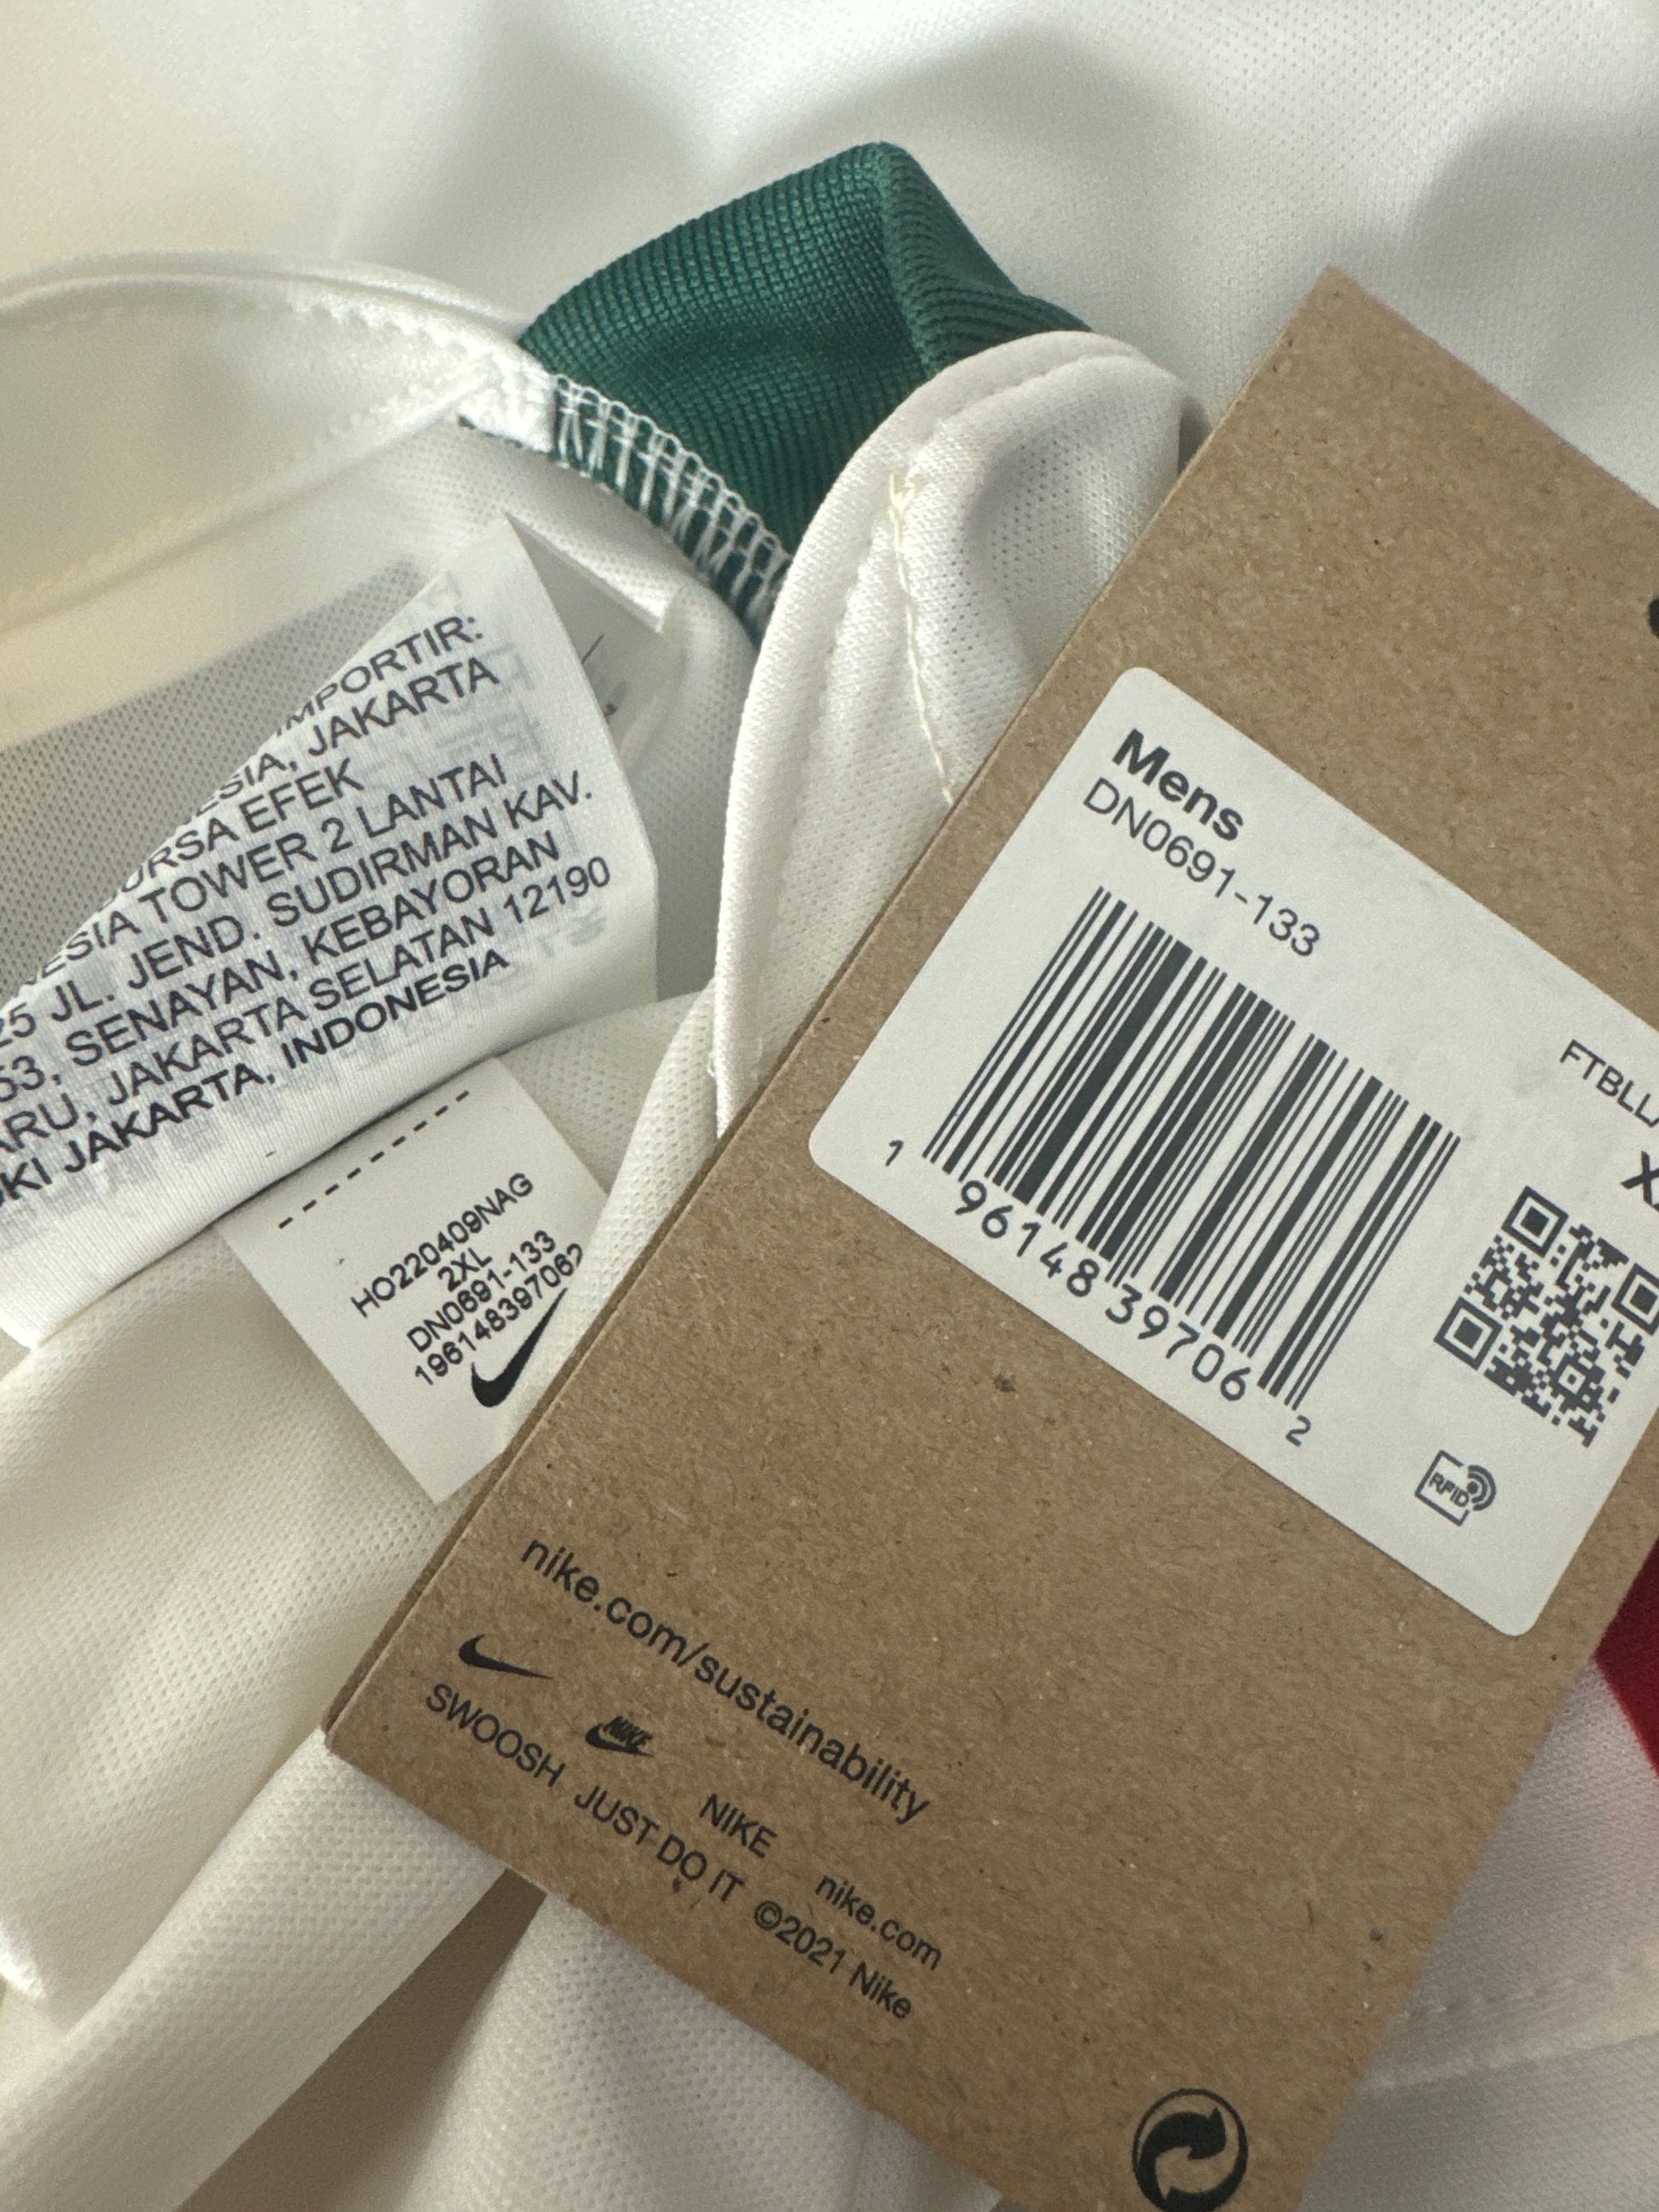 IMPORTIR:
JAKARTA
EFEK
TOWER 2 LANTAI
JL. JEND. SUDIRMAN KAV.
SENAYAN, KEBAYORAN
JAKARTA SELATAN 12190
JAKARTA, INDONESIA
HO220409NAG
2XL
DN0691-133
196148397062
Mens
DN0691-133
1 96148 39706 2
RFID
nike.com/sustainability
NIKE NIKE nike.com
SWOOSH JUST DO IT ©2021 Nike